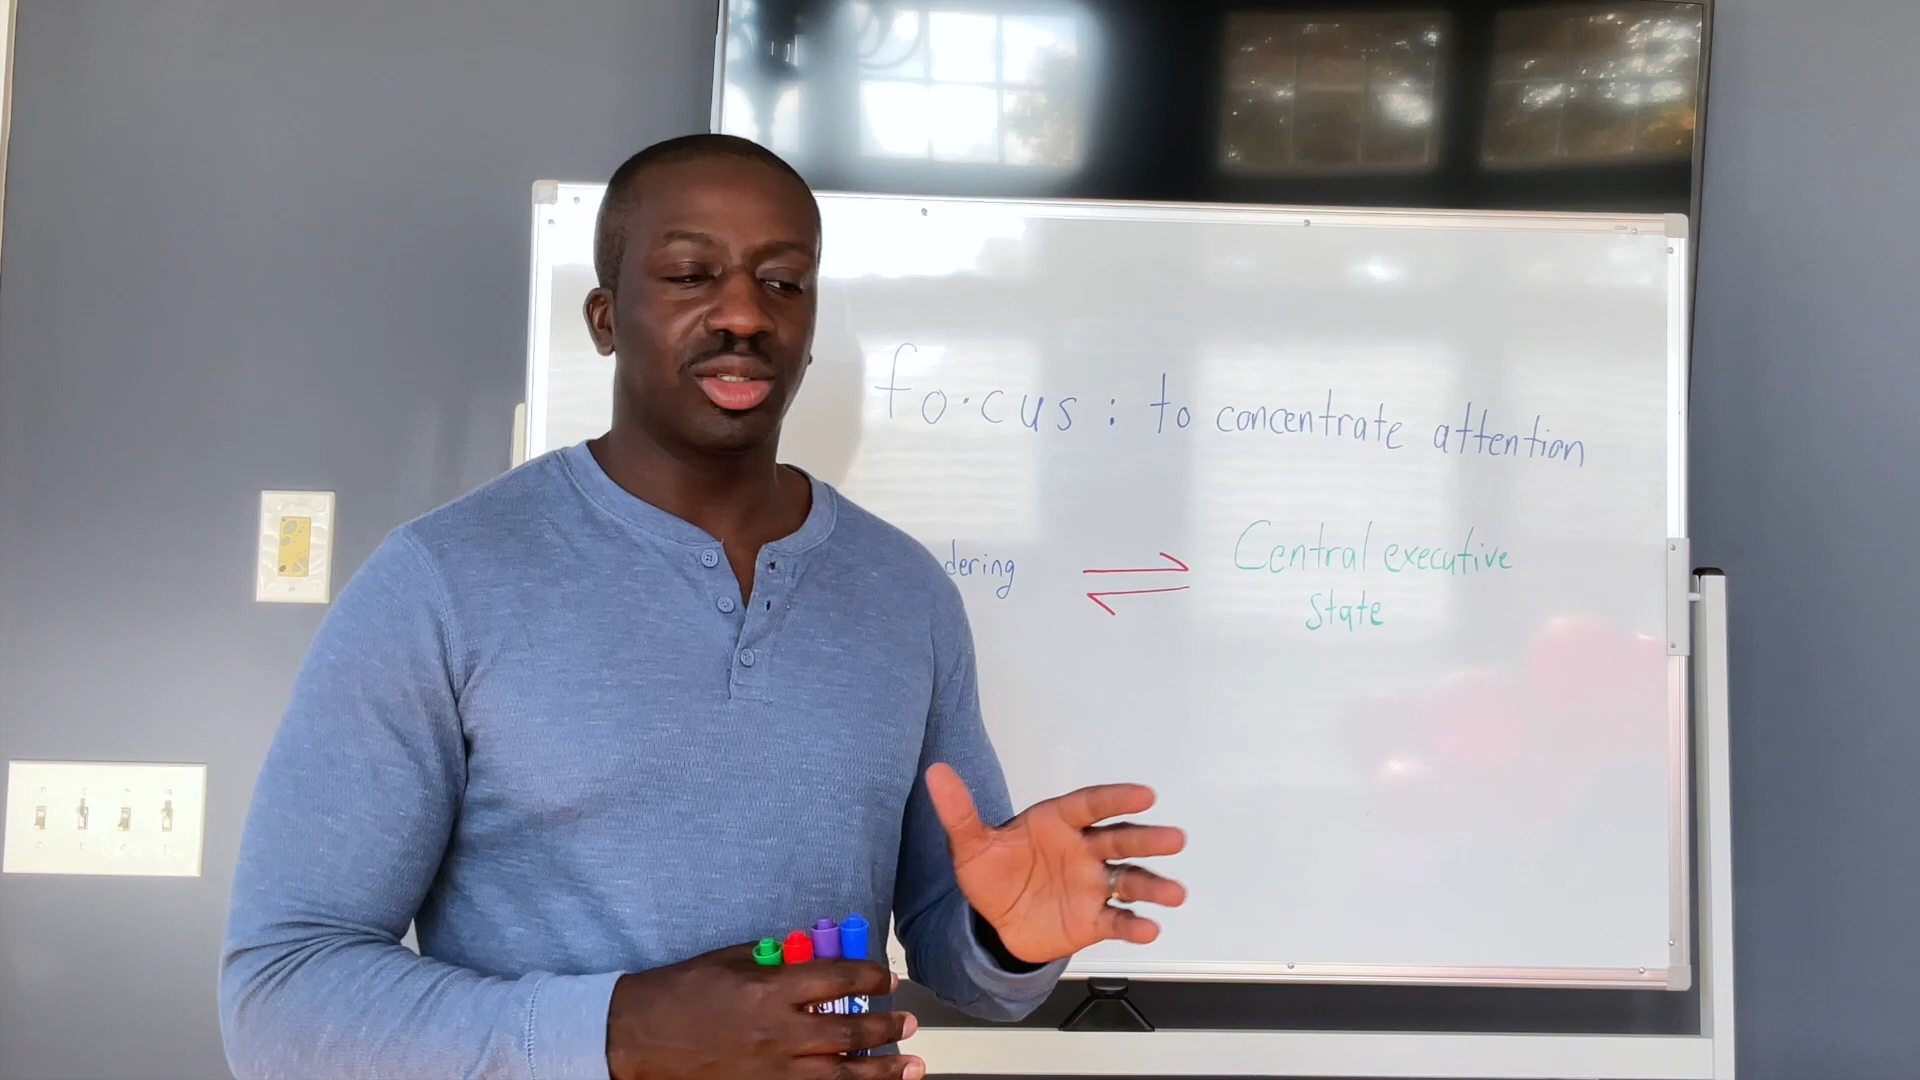 fo·cus: to concentrate attention
dering ⇌ Central executive
State